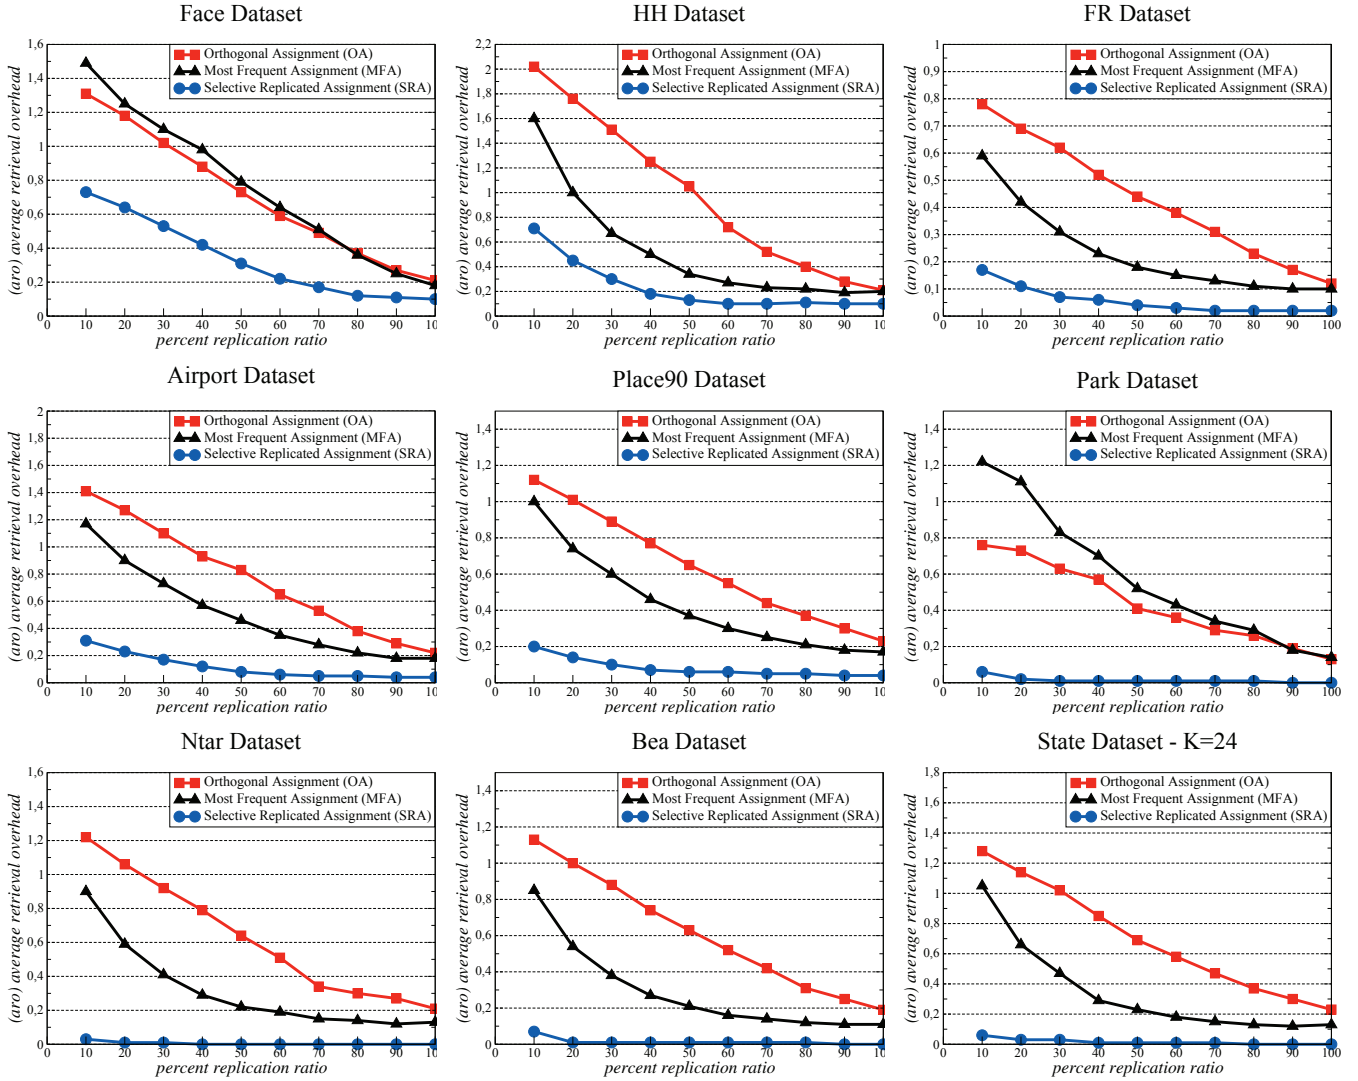 Face Dataset
HH Dataset
FR Dataset
(aro) average retrieval overhead
1,6
1,4
1,2
1
0,8
0,6
0,4
0,2
0
Orthogonal Assignment (OA)
Most Frequent Assignment (MFA)
Selective Replicated Assignment (SRA)
0 10 20 30 40 50 60 70 80 90 10
percent replication ratio
(aro) average retrieval overhead
2,2
2
1,8
1,6
1,4
1,2
1
0,8
0,6
0,4
0,2
0
Orthogonal Assignment (OA)
Most Frequent Assignment (MFA)
Selective Replicated Assignment (SRA)
0 10 20 30 40 50 60 70 80 90 100
percent replication ratio
(aro) average retrieval overhead
1
0,9
0,8
0,7
0,6
0,5
0,4
0,3
0,2
0,1
0
Orthogonal Assignment (OA)
Most Frequent Assignment (MFA)
Selective Replicated Assignment (SRA)
0 10 20 30 40 50 60 70 80 90 100
percent replication ratio
Airport Dataset
Place90 Dataset
Park Dataset
(aro) average retrieval overhead
2
1,8
1,6
1,4
1,2
1
0,8
0,6
0,4
0,2
0
Orthogonal Assignment (OA)
Most Frequent Assignment (MFA)
Selective Replicated Assignment (SRA)
0 10 20 30 40 50 60 70 80 90 100
percent replication ratio
(aro) average retrieval overhead
1,4
1,2
1
0,8
0,6
0,4
0,2
0
Orthogonal Assignment (OA)
Most Frequent Assignment (MFA)
Selective Replicated Assignment (SRA)
0 10 20 30 40 50 60 70 80 90 100
percent replication ratio
(aro) average retrieval overhead
1,4
1,2
1
0,8
0,6
0,4
0,2
0
Orthogonal Assignment (OA)
Most Frequent Assignment (MFA)
Selective Replicated Assignment (SRA)
0 10 20 30 40 50 60 70 80 90 100
percent replication ratio
Ntar Dataset
Bea Dataset
State Dataset - K=24
(aro) average retrieval overhead
1,6
1,4
1,2
1
0,8
0,6
0,4
0,2
0
Orthogonal Assignment (OA)
Most Frequent Assignment (MFA)
Selective Replicated Assignment (SRA)
0 10 20 30 40 50 60 70 80 90 100
percent replication ratio
(aro) average retrieval overhead
1,4
1,2
1
0,8
0,6
0,4
0,2
0
Orthogonal Assignment (OA)
Most Frequent Assignment (MFA)
Selective Replicated Assignment (SRA)
0 10 20 30 40 50 60 70 80 90 100
percent replication ratio
(aro) average retrieval overhead
1,8
1,6
1,4
1,2
1
0,8
0,6
0,4
0,2
0
Orthogonal Assignment (OA)
Most Frequent Assignment (MFA)
Selective Replicated Assignment (SRA)
0 10 20 30 40 50 60 70 80 90 100
percent replication ratio